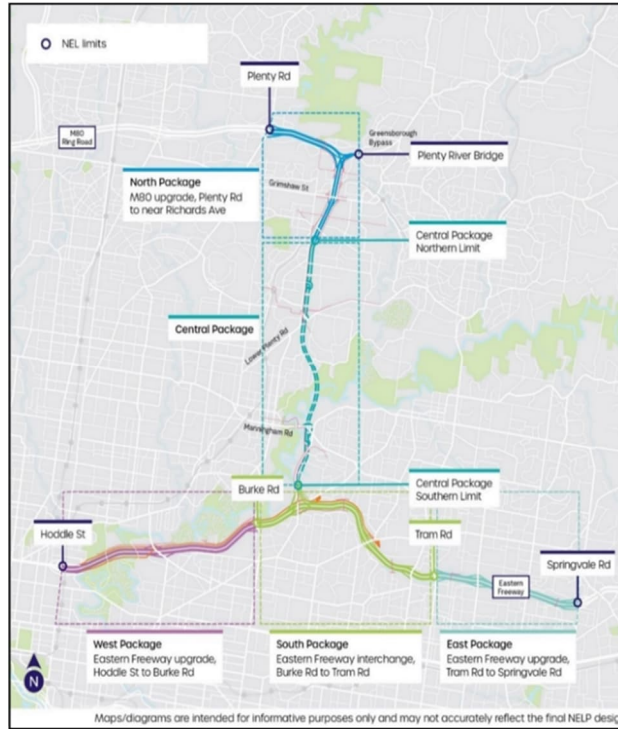 NEL limits
Plenty Rd
M80
Ring Road
Greensborough
Bypass
Plenty River Bridge
North Package
M80 upgrade, Plenty Rd
to near Richards Ave
Grimshaw St
Central Package
Northern Limit
Central Package
Lower Plenty Rd
Manningham Rd
Burke Rd
Central Package
Southern Limit
Hoddle St
Tram Rd
Springvale Rd
Eastern
Freeway
West Package
Eastern Freeway upgrade,
Hoddle St to Burke Rd
South Package
Eastern Freeway interchange,
Burke Rd to Tram Rd
East Package
Eastern Freeway upgrade,
Tram Rd to Springvale Rd
N
Maps/diagrams are intended for informative purposes only and may not accurately reflect the final NELP desig